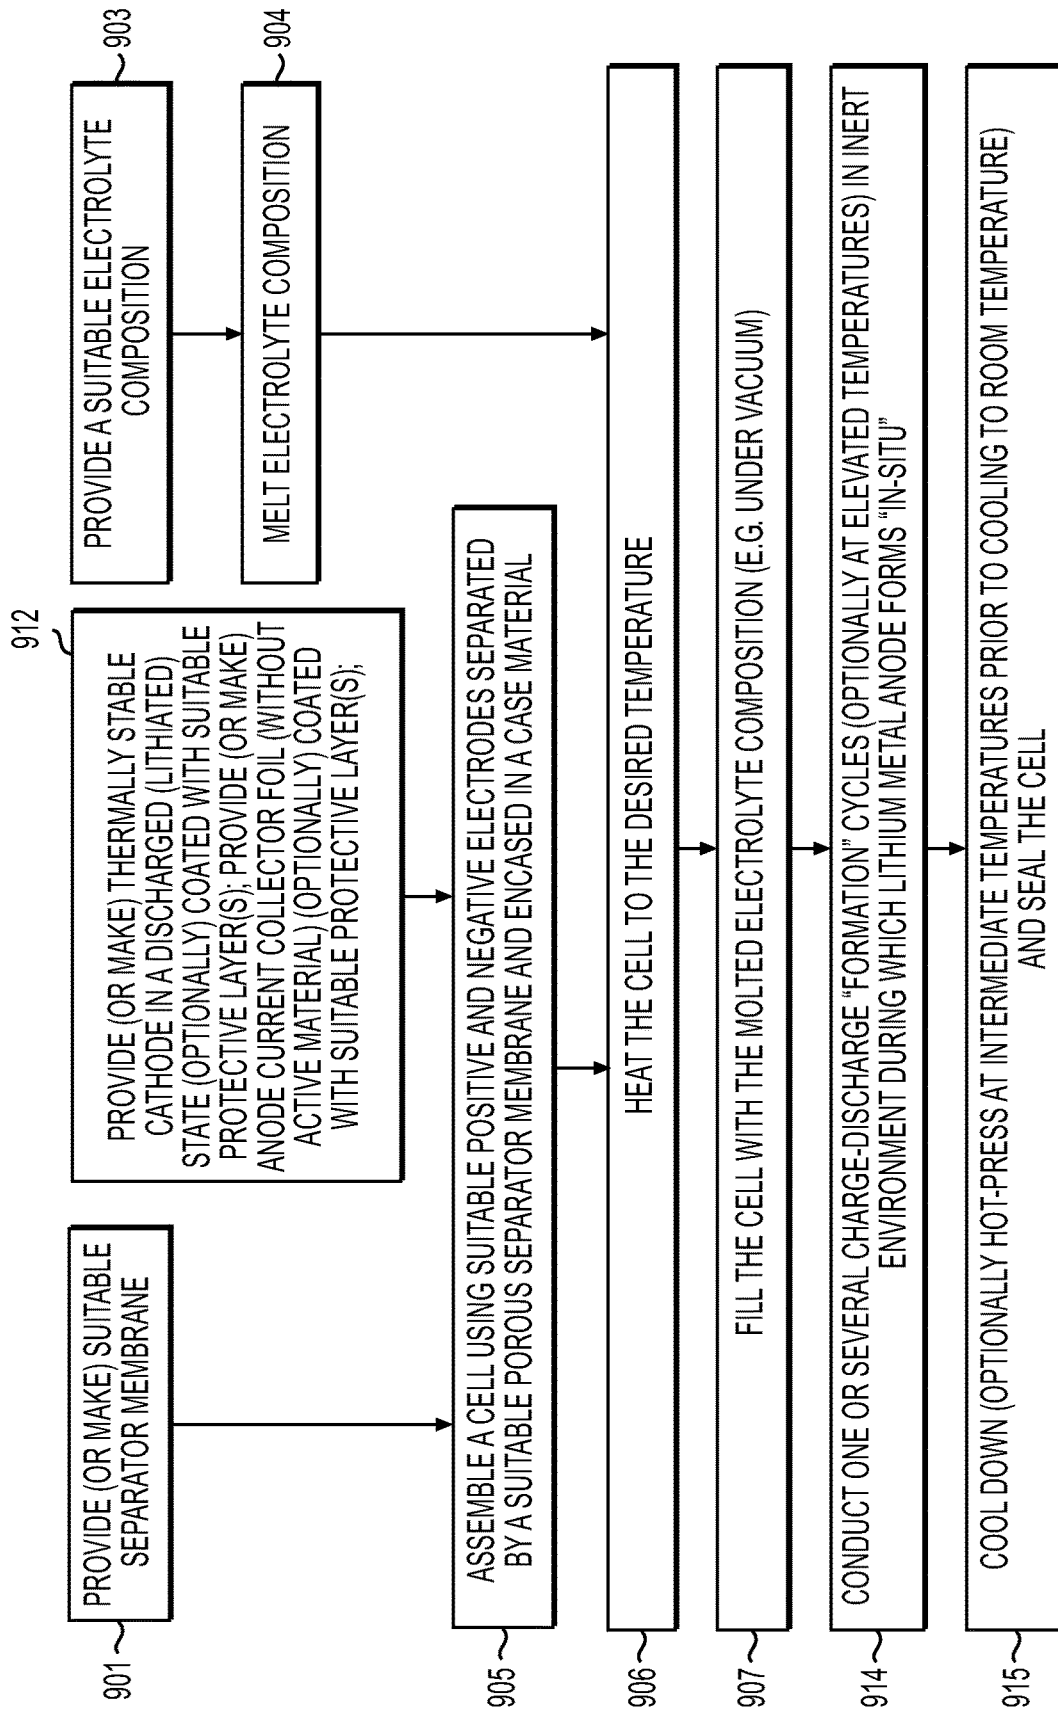 901
PROVIDE (OR MAKE) SUITABLE
SEPARATOR MEMBRANE
912
PROVIDE (OR MAKE) THERMALLY STABLE
CATHODE IN A DISCHARGED (LITHIATED)
STATE (OPTIONALLY) COATED WITH SUITABLE
PROTECTIVE LAYER(S); PROVIDE (OR MAKE)
ANODE CURRENT COLLECTOR FOIL (WITHOUT
ACTIVE MATERIAL) (OPTIONALLY) COATED
WITH SUITABLE PROTECTIVE LAYER(S);
903
PROVIDE A SUITABLE ELECTROLYTE
COMPOSITION
904
MELT ELECTROLYTE COMPOSITION
905
ASSEMBLE A CELL USING SUITABLE POSITIVE AND NEGATIVE ELECTRODES SEPARATED
BY A SUITABLE POROUS SEPARATOR MEMBRANE AND ENCASED IN A CASE MATERIAL
906
HEAT THE CELL TO THE DESIRED TEMPERATURE
907
FILL THE CELL WITH THE MOLTED ELECTROLYTE COMPOSITION (E.G. UNDER VACUUM)
914
CONDUCT ONE OR SEVERAL CHARGE-DISCHARGE "FORMATION" CYCLES (OPTIONALLY AT ELEVATED TEMPERATURES) IN INERT
ENVIRONMENT DURING WHICH LITHIUM METAL ANODE FORMS "IN-SITU"
915
COOL DOWN (OPTIONALLY HOT-PRESS AT INTERMEDIATE TEMPERATURES PRIOR TO COOLING TO ROOM TEMPERATURE)
AND SEAL THE CELL